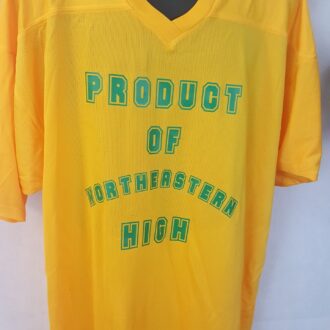 PRODUCT
OF
NORTHEASTERN
HIGH